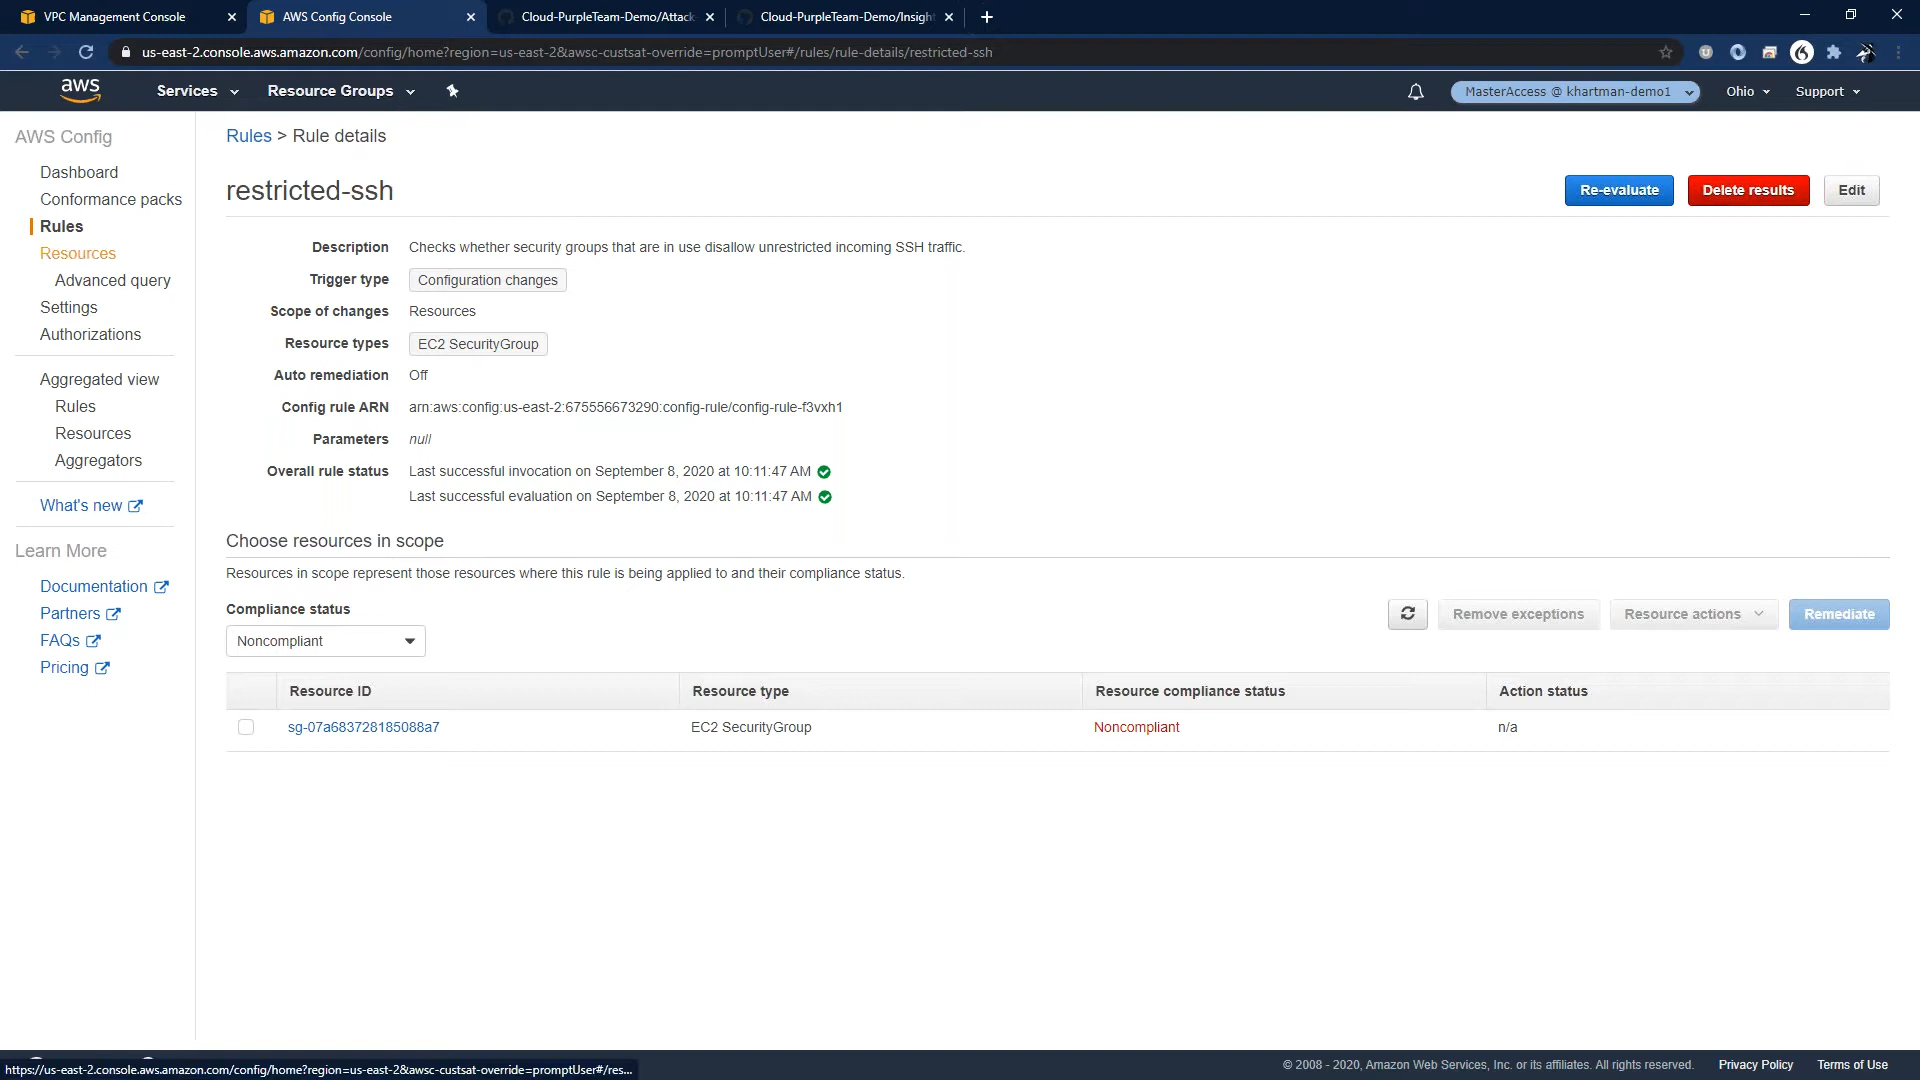 VPC Management Console
AWS Config Console
Cloud-PurpleTeam-Demo/Attack
Cloud-PurpleTeam-Demo/Insight
us-east-2.console.aws.amazon.com/config/home?region=us-east-2&awsc-custsat-override=promptUser#/rules/rule-details/restricted-ssh
aws
Services
Resource Groups
MasterAccess @ khartman-demo1
Ohio
Support
AWS Config
Dashboard
Conformance packs
Rules
Resources
Advanced query
Settings
Authorizations
Aggregated view
Rules
Resources
Aggregators
What's new
Learn More
Documentation
Partners
FAQs
Pricing
Rules > Rule details
restricted-ssh
Re-evaluate
Delete results
Edit
Description Checks whether security groups that are in use disallow unrestricted incoming SSH traffic.
Trigger type Configuration changes
Scope of changes Resources
Resource types EC2 SecurityGroup
Auto remediation Off
Config rule ARN arn:aws:config:us-east-2:675556673290:config-rule/config-rule-f3vxh1
Parameters null
Overall rule status Last successful invocation on September 8, 2020 at 10:11:47 AM
Last successful evaluation on September 8, 2020 at 10:11:47 AM
Choose resources in scope
Resources in scope represent those resources where this rule is being applied to and their compliance status.
Compliance status
Noncompliant
Remove exceptions
Resource actions
Remediate
Resource ID Resource type Resource compliance status Action status
sg-07a683728185088a7 EC2 SecurityGroup Noncompliant n/a
https://us-east-2.console.aws.amazon.com/config/home?region=us-east-2&awsc-custsat-override=promptUser#/res...
© 2008 - 2020, Amazon Web Services, Inc. or its affiliates. All rights reserved.
Privacy Policy
Terms of Use